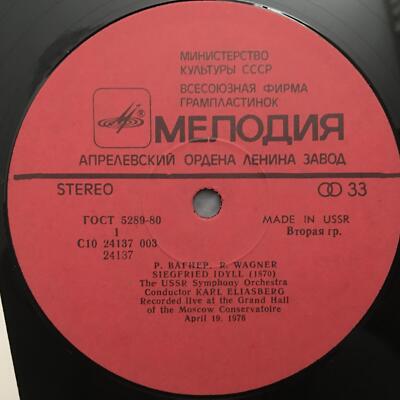 МИНИСТЕРСТВО
КУЛЬТУРЫ СССР
ВСЕСОЮЗНАЯ ФИРМА
ГРАМПЛАСТИНОК
МЕЛОДИЯ
АПРЕЛЕВСКИЙ ОРДЕНА ЛЕНИНА ЗАВОД
STEREO 33
ГОСТ 5289-80 MADE IN USSR
1 Вторая гр.
С10 24137 003
24137
Р. ВАГНЕР, R. WAGNER
SIEGFRIED IDYLL (1870)
The USSR Symphony Orchestra
Conductor KARL ELIASBERG
Recorded live at the Grand Hall
of the Moscow Conservatoire
April 19, 1976